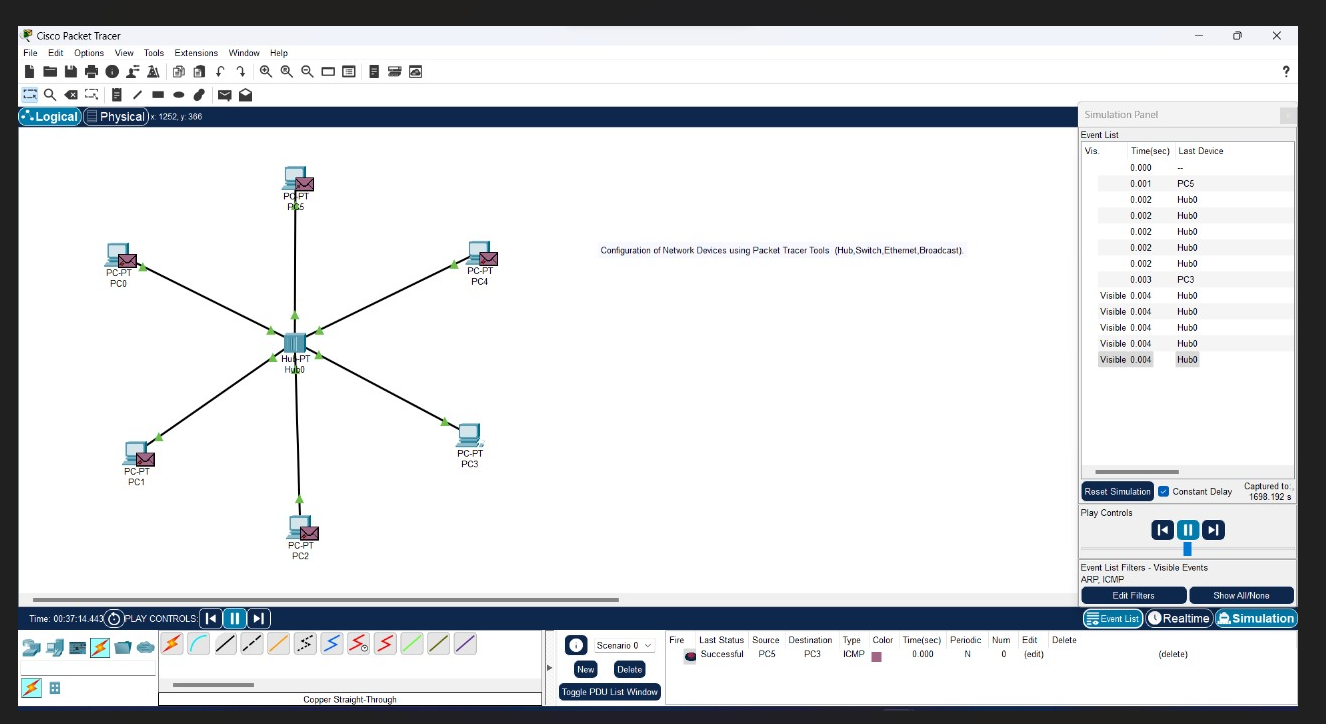 Cisco Packet Tracer
File Edit Options View Tools Extensions Window Help
?
Logical Physical x: 1252, y: 366
Simulation Panel
Event List
Vis. Time(sec) Last Device
0.000 --
0.001 PC5
0.002 Hub0
0.002 Hub0
0.002 Hub0
0.002 Hub0
0.002 Hub0
0.003 PC3
Visible 0.004 Hub0
Visible 0.004 Hub0
Visible 0.004 Hub0
Visible 0.004 Hub0
Visible 0.004 Hub0
PC-PT
PC5
Configuration of Network Devices using Packet Tracer Tools (Hub,Switch,Ethernet,Broadcast).
PC-PT
PC0
PC-PT
PC4
Hub-PT
Hub0
PC-PT
PC3
PC-PT
PC1
PC-PT
PC2
Reset Simulation Constant Delay Captured to:
1698.192 s
Play Controls
Event List Filters - Visible Events
ARP, ICMP
Edit Filters Show All/None
Time: 00:37:14.443 PLAY CONTROLS:
Event List Realtime Simulation
Scenario 0
New Delete
Toggle PDU List Window
Fire Last Status Source Destination Type Color Time(sec) Periodic Num Edit Delete
Successful PC5 PC3 ICMP 0.000 N 0 (edit) (delete)
Copper Straight-Through